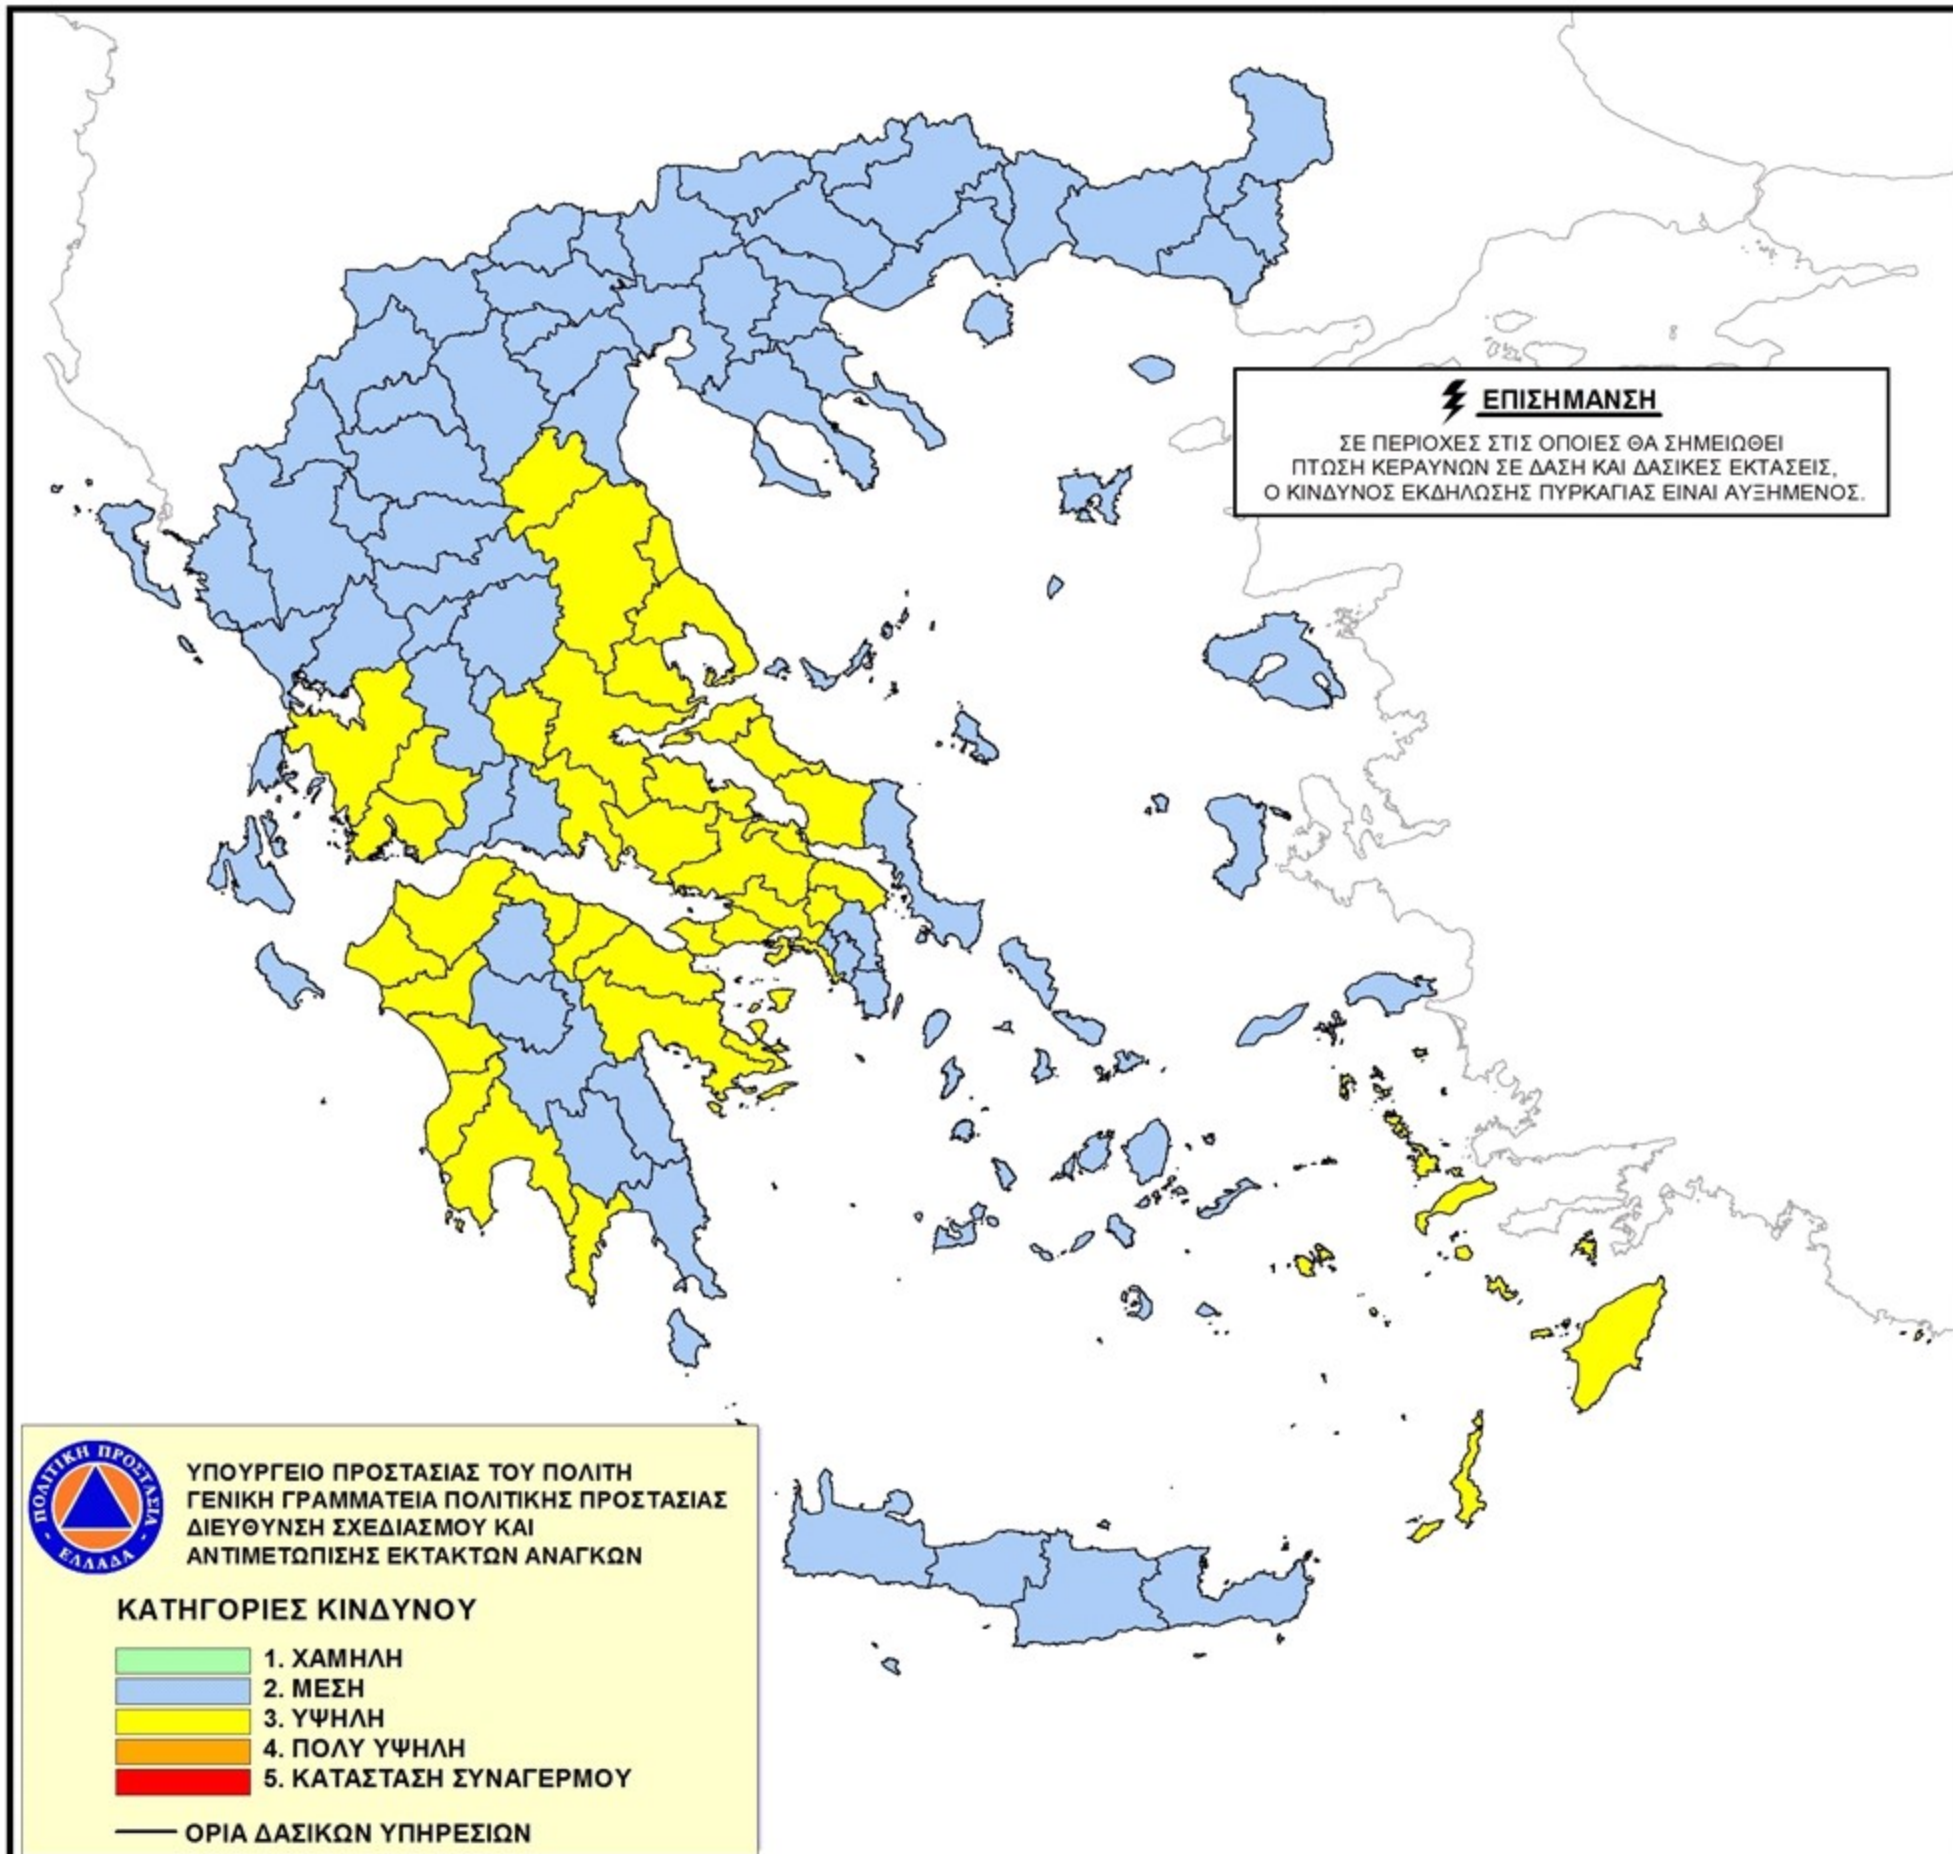 ΕΠΙΣΗΜΑΝΣΗ
ΣΕ ΠΕΡΙΟΧΕΣ ΣΤΙΣ ΟΠΟΙΕΣ ΘΑ ΣΗΜΕΙΩΘΕΙ
ΠΤΩΣΗ ΚΕΡΑΥΝΩΝ ΣΕ ΔΑΣΗ ΚΑΙ ΔΑΣΙΚΕΣ ΕΚΤΑΣΕΙΣ,
Ο ΚΙΝΔΥΝΟΣ ΕΚΔΗΛΩΣΗΣ ΠΥΡΚΑΓΙΑΣ ΕΙΝΑΙ ΑΥΞΗΜΕΝΟΣ.
ΠΟΛΙΤΙΚΗ ΠΡΟΣΤΑΣΙΑ
- ΕΛΛΑΔΑ -
ΥΠΟΥΡΓΕΙΟ ΠΡΟΣΤΑΣΙΑΣ ΤΟΥ ΠΟΛΙΤΗ
ΓΕΝΙΚΗ ΓΡΑΜΜΑΤΕΙΑ ΠΟΛΙΤΙΚΗΣ ΠΡΟΣΤΑΣΙΑΣ
ΔΙΕΥΘΥΝΣΗ ΣΧΕΔΙΑΣΜΟΥ ΚΑΙ
ΑΝΤΙΜΕΤΩΠΙΣΗΣ ΕΚΤΑΚΤΩΝ ΑΝΑΓΚΩΝ
ΚΑΤΗΓΟΡΙΕΣ ΚΙΝΔΥΝΟΥ
1. ΧΑΜΗΛΗ
2. ΜΕΣΗ
3. ΥΨΗΛΗ
4. ΠΟΛΥ ΥΨΗΛΗ
5. ΚΑΤΑΣΤΑΣΗ ΣΥΝΑΓΕΡΜΟΥ
ΟΡΙΑ ΔΑΣΙΚΩΝ ΥΠΗΡΕΣΙΩΝ